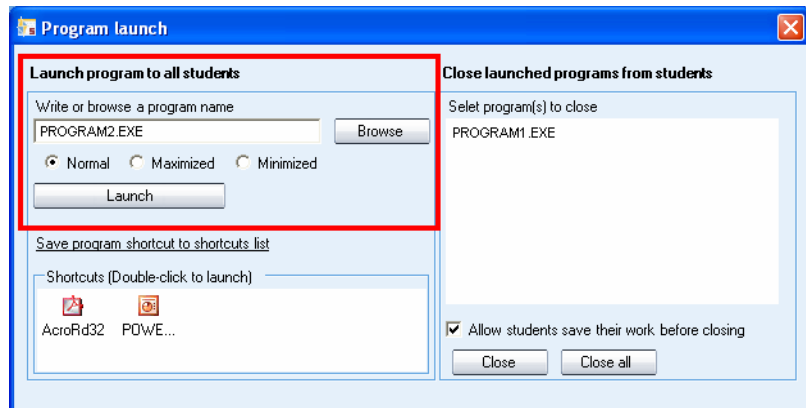 Program launch
Launch program to all students
Write or browse a program name
PROGRAM2.EXE
Browse
Normal Maximized Minimized
Launch
Save program shortcut to shortcuts list
Shortcuts (Double-click to launch)
AcroRd32 POWE...
Close launched programs from students
Selet program(s) to close
PROGRAM1.EXE
Allow students save their work before closing
Close Close all